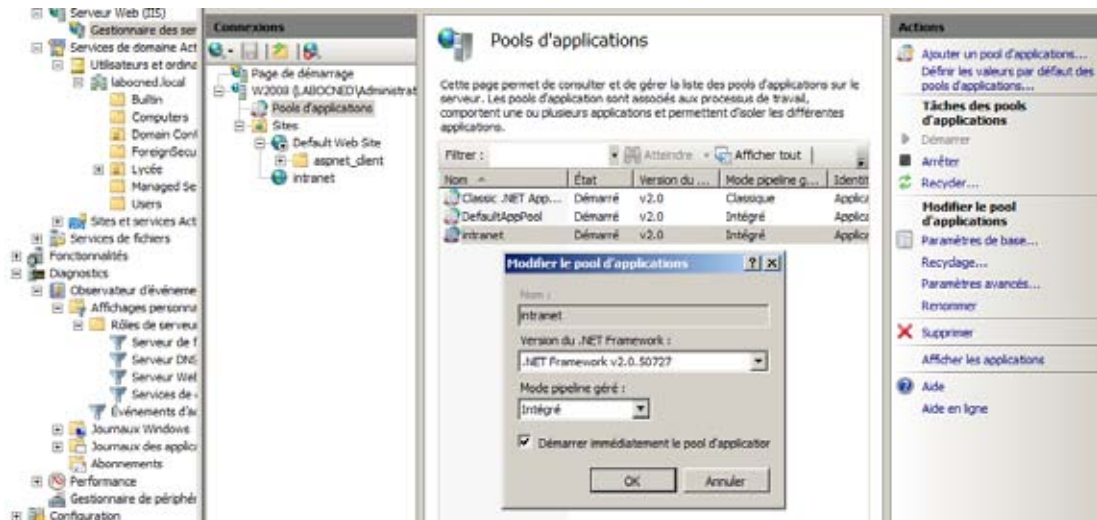 Serveur Web (IIS)
Gestionnaire des ser
Services de domaine Act
Utilisateurs et ordina
labocned.local
Builtin
Computers
Domain Cont
ForeignSecu
Lycée
Managed Se
Users
Sites et services Act
Services de fichiers
Fonctionnalités
Diagnostics
Observateur d'événeme
Affichages personna
Rôles de serveu
Serveur de f
Serveur DNS
Serveur Web
Services de
Événements d'a
Journaux Windows
Journaux des applica
Abonnements
Performance
Gestionnaire de périphér
Configuration
Connexions
Page de démarrage
W2008 (LABOCNED\Administrat
Pools d'applications
Sites
Default Web Site
aspnet_client
intranet
Pools d'applications
Cette page permet de consulter et de gérer la liste des pools d'applications sur le
serveur. Les pools d'application sont associés aux processus de travail,
comportent une ou plusieurs applications et permettent d'isoler les différentes
applications.
Filtrer : Atteindre Afficher tout
Nom État Version du ... Mode pipeline g... Identit
Classic .NET App... Démarré v2.0 Classique Applica
DefaultAppPool Démarré v2.0 Intégré Applica
intranet Démarré v2.0 Intégré Applica
Modifier le pool d'applications
Nom :
intranet
Version du .NET Framework :
.NET Framework v2.0.50727
Mode pipeline géré :
Intégré
Démarrer immédiatement le pool d'application
OK Annuler
Actions
Ajouter un pool d'applications...
Définir les valeurs par défaut des
pools d'applications...
Tâches des pools
d'applications
Démarrer
Arrêter
Recycler...
Modifier le pool
d'applications
Paramètres de base...
Recyclage...
Paramètres avancés...
Renommer
Supprimer
Afficher les applications
Aide
Aide en ligne